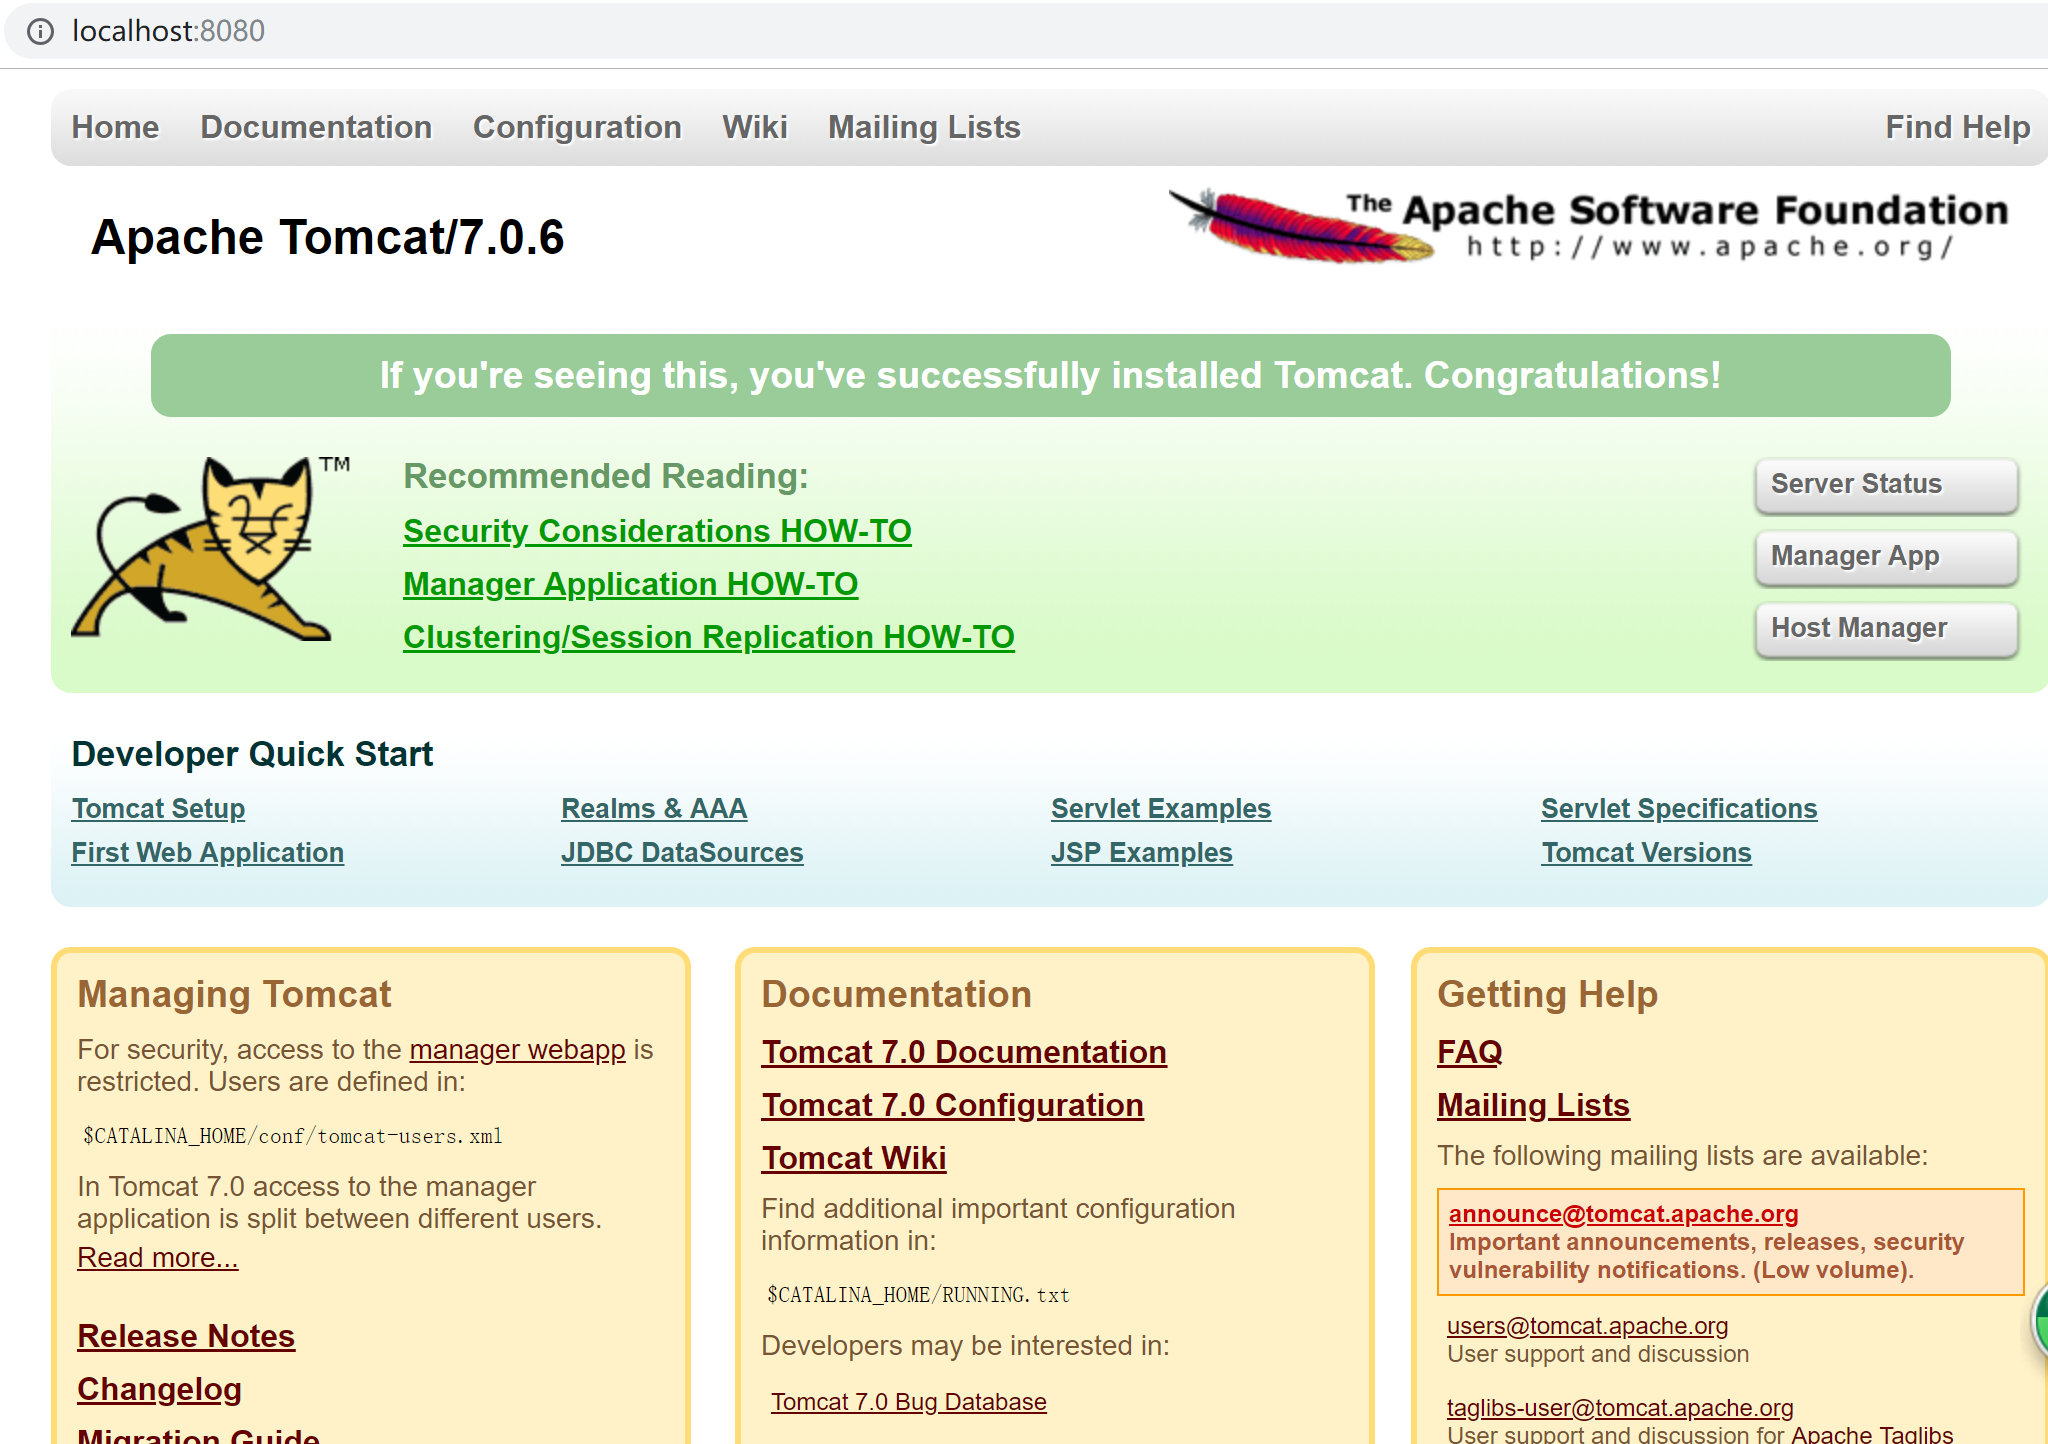 localhost:8080
Home Documentation Configuration Wiki Mailing Lists Find Help
Apache Tomcat/7.0.6
The Apache Software Foundation
http://www.apache.org/
If you're seeing this, you've successfully installed Tomcat. Congratulations!
TM
Recommended Reading:
Security Considerations HOW-TO
Manager Application HOW-TO
Clustering/Session Replication HOW-TO
Server Status
Manager App
Host Manager
Developer Quick Start
Tomcat Setup
First Web Application
Realms & AAA
JDBC DataSources
Servlet Examples
JSP Examples
Servlet Specifications
Tomcat Versions
Managing Tomcat
For security, access to the manager webapp is
restricted. Users are defined in:
$CATALINA_HOME/conf/tomcat-users.xml
In Tomcat 7.0 access to the manager
application is split between different users.
Read more...
Release Notes
Changelog
Migration Guide
Documentation
Tomcat 7.0 Documentation
Tomcat 7.0 Configuration
Tomcat Wiki
Find additional important configuration
information in:
$CATALINA_HOME/RUNNING.txt
Developers may be interested in:
Tomcat 7.0 Bug Database
Getting Help
FAQ
Mailing Lists
The following mailing lists are available:
announce@tomcat.apache.org
Important announcements, releases, security
vulnerability notifications. (Low volume).
users@tomcat.apache.org
User support and discussion
taglibs-user@tomcat.apache.org
User support and discussion for Apache Taglibs